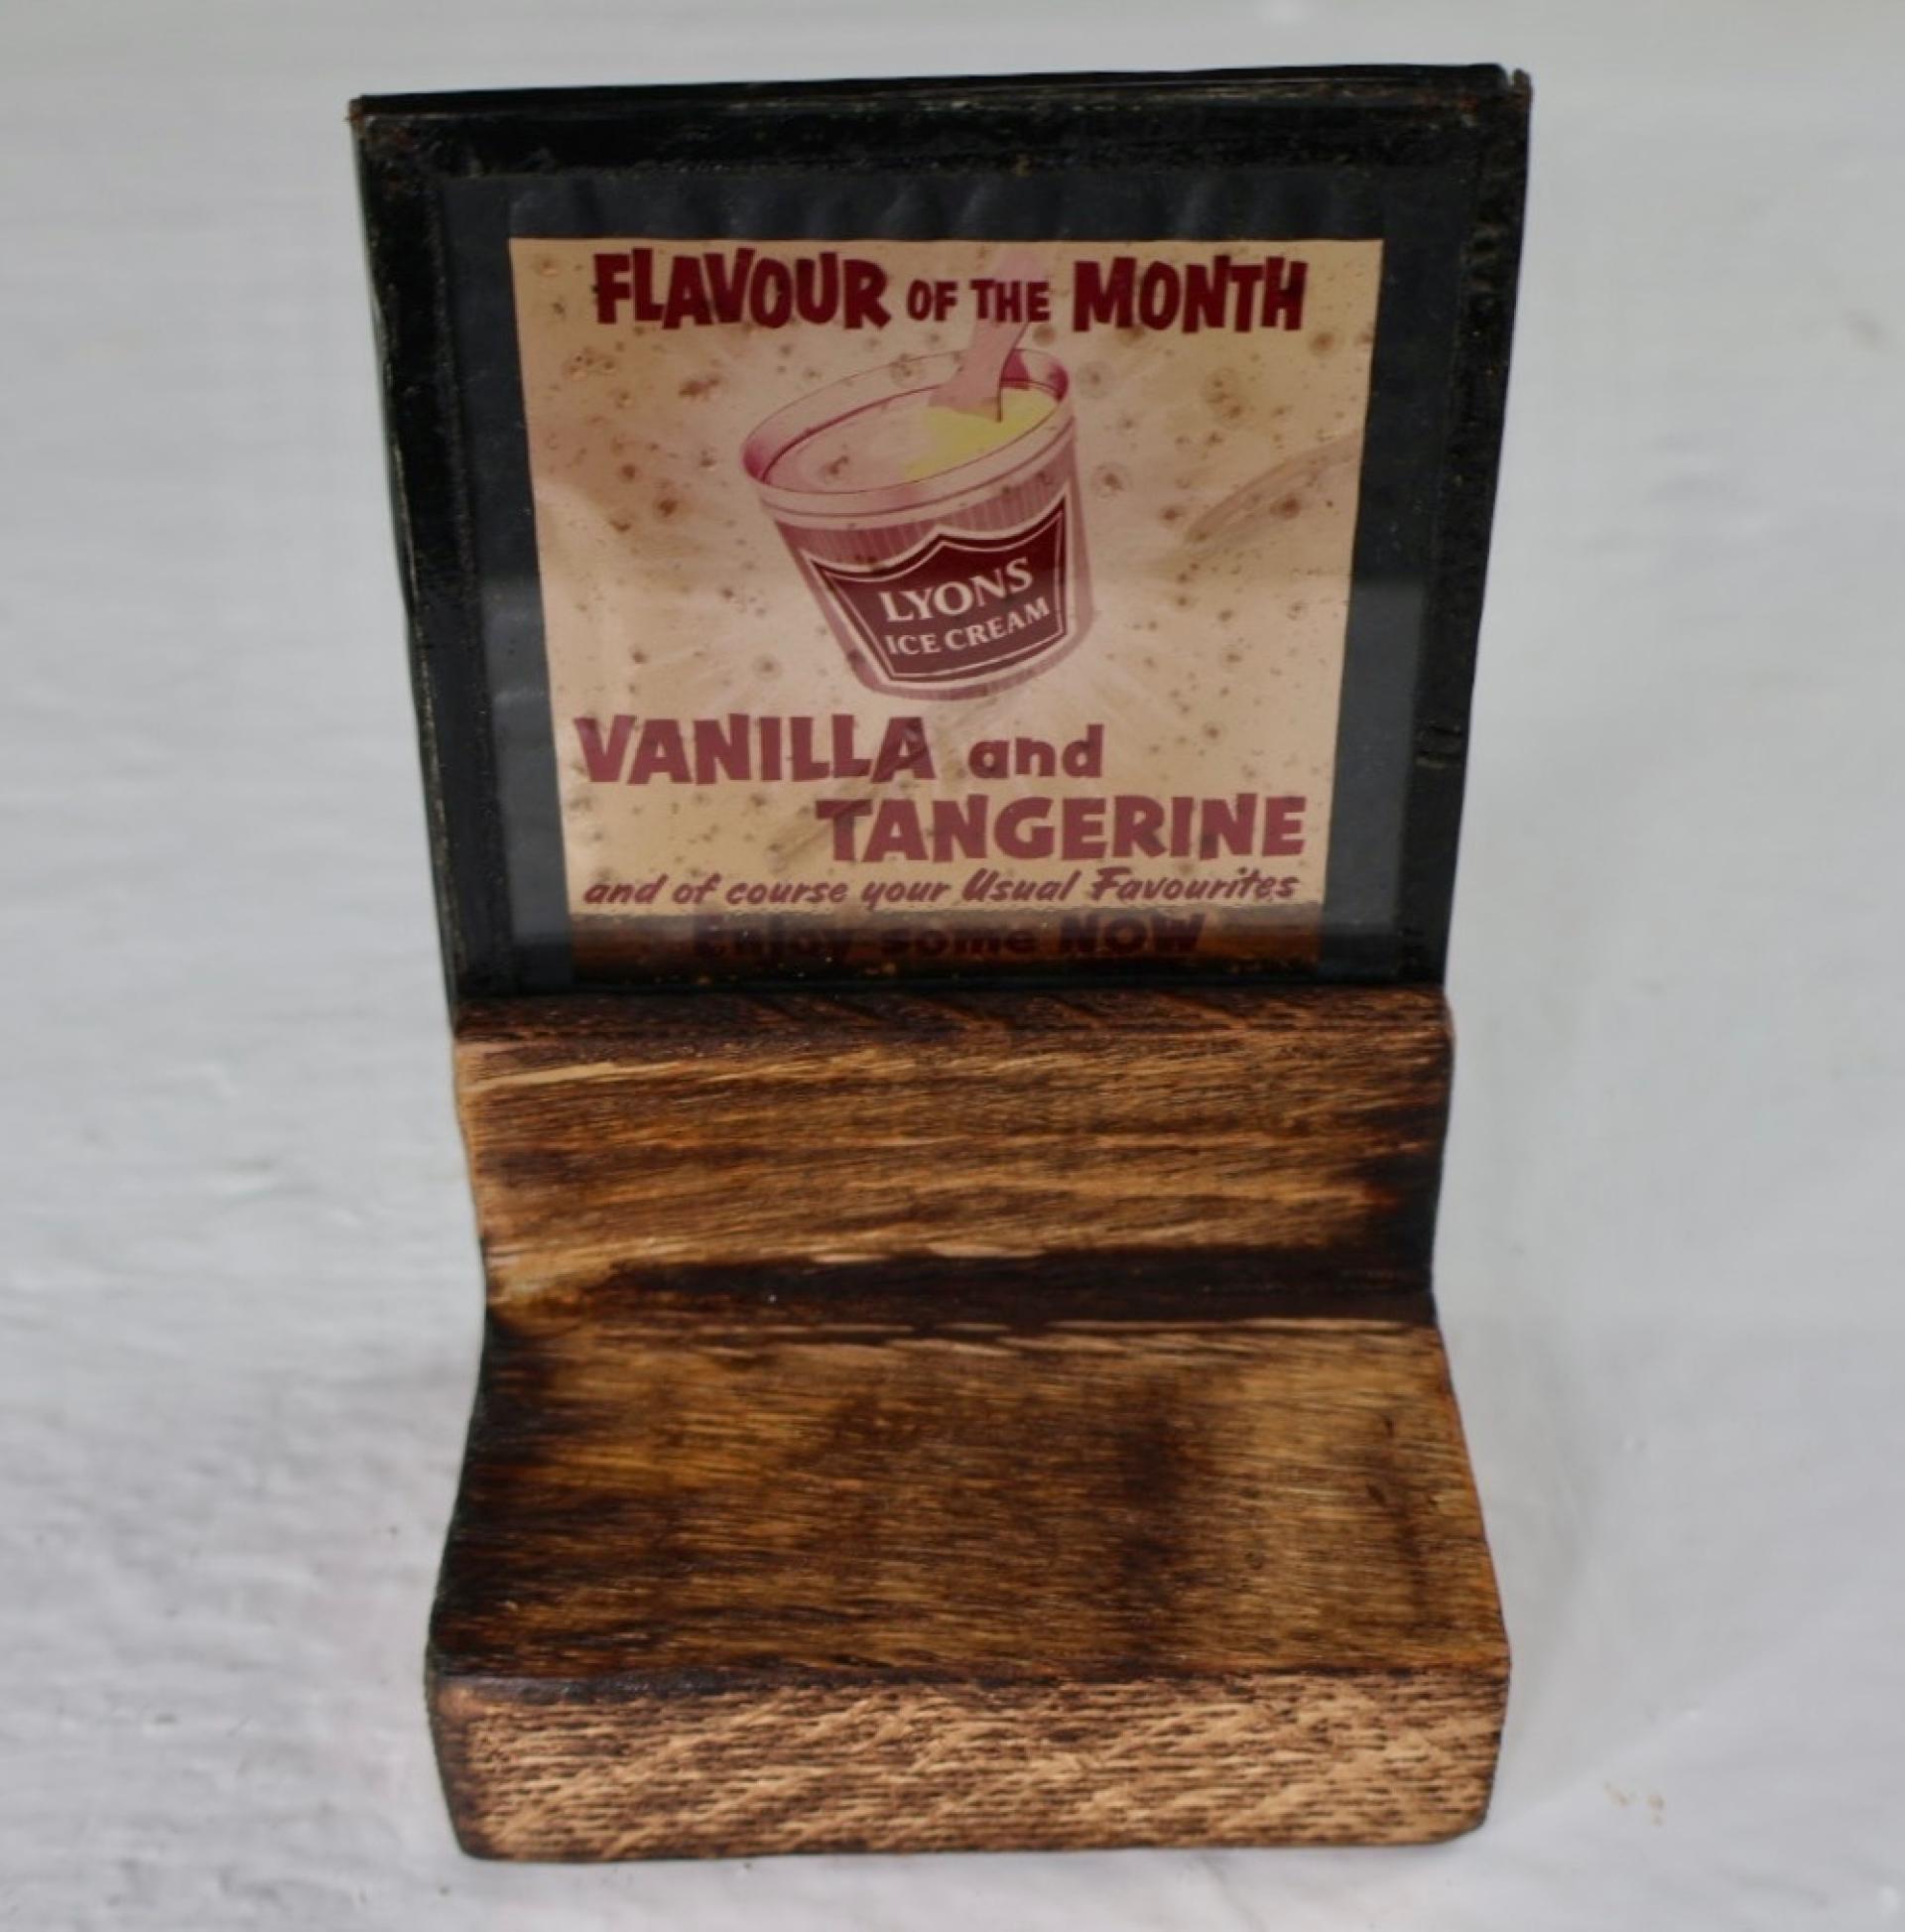 FLAVOUR OF THE MONTH
LYONS
ICE CREAM
VANILLA and
TANGERINE
and of course your Usual Favourites
Enjoy some NOW